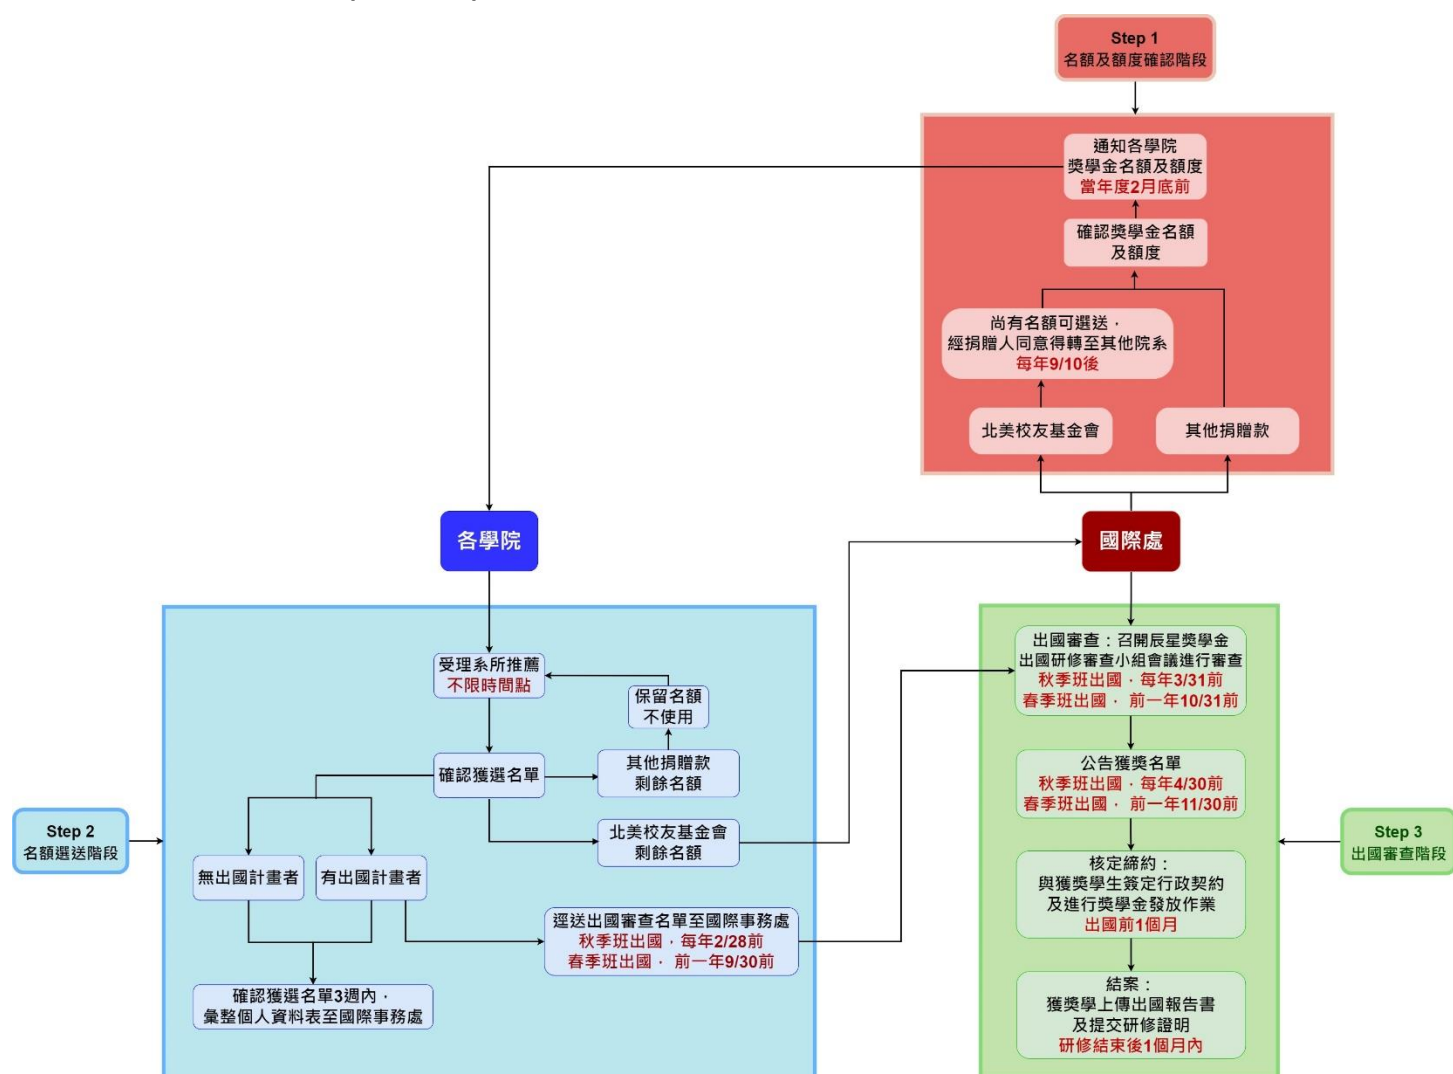 Step 1
名額及額度確認階段
通知各學院
獎學金名額及額度
當年度2月底前
確認獎學金名額
及額度
尚有名額可選送，
經捐贈人同意得轉至其他院系
每年9/10後
北美校友基金會
其他捐贈款
各學院
國際處
Step 2
名額選送階段
受理系所推薦
不限時間點
保留名額
不使用
確認獲選名單
其他捐贈款
剩餘名額
北美校友基金會
剩餘名額
無出國計畫者
有出國計畫者
逕送出國審查名單至國際事務處
秋季班出國，每年2/28前
春季班出國， 前一年9/30前
確認獲選名單3週內，
彙整個人資料表至國際事務處
Step 3
出國審查階段
出國審查：召開辰星獎學金
出國研修審查小組會議進行審查
秋季班出國，每年3/31前
春季班出國， 前一年10/31前
公告獲獎名單
秋季班出國，每年4/30前
春季班出國， 前一年11/30前
核定締約：
與獲獎學生簽定行政契約
及進行獎學金發放作業
出國前1個月
結案：
獲獎學上傳出國報告書
及提交研修證明
研修結束後1個月內